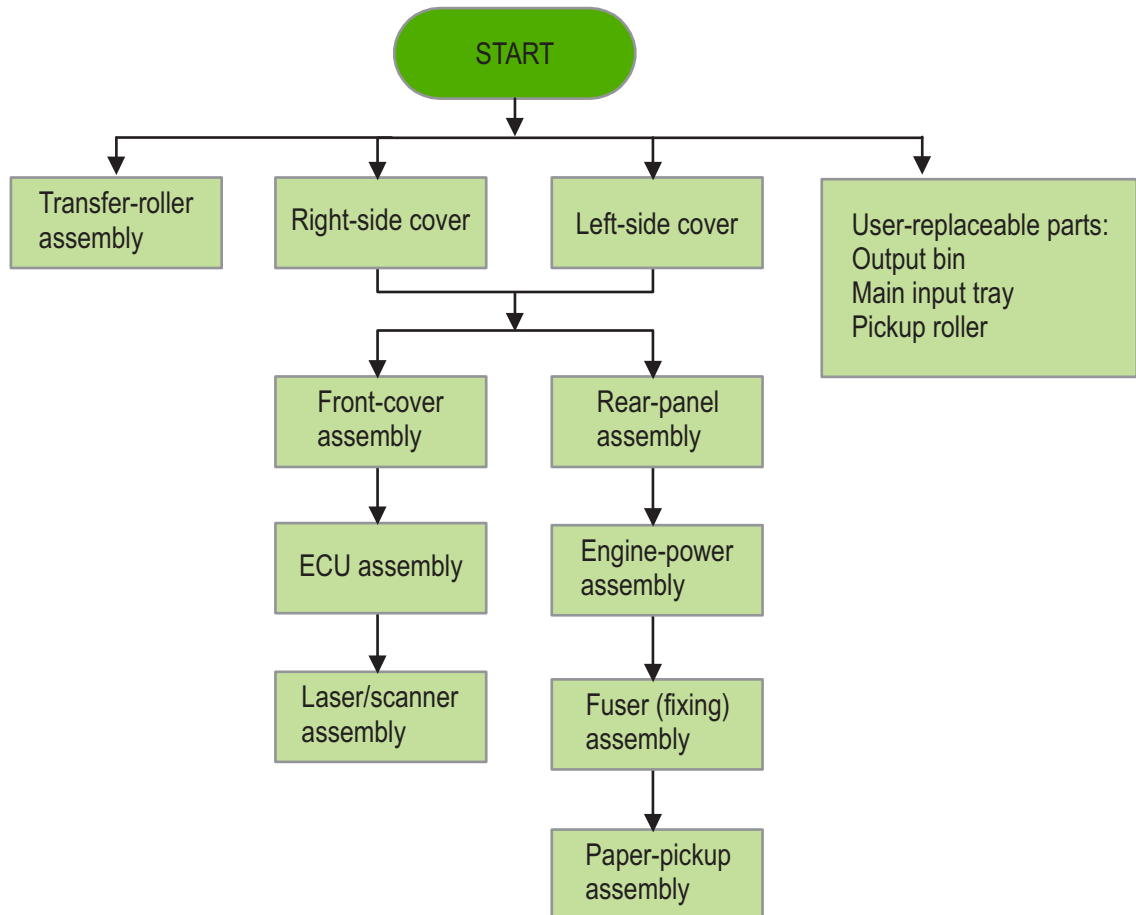 START
Transfer-roller
assembly
Right-side cover
Left-side cover
User-replaceable parts:
Output bin
Main input tray
Pickup roller
Front-cover
assembly
Rear-panel
assembly
ECU assembly
Engine-power
assembly
Laser/scanner
assembly
Fuser (fixing)
assembly
Paper-pickup
assembly